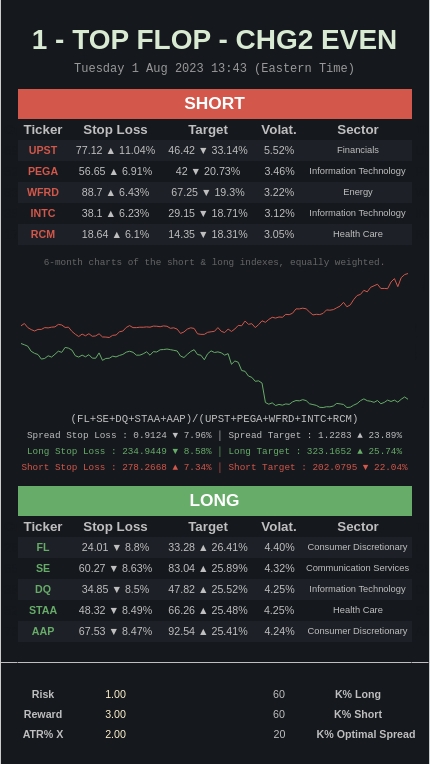 1 - TOP FLOP - CHG2 EVEN
Tuesday 1 Aug 2023 13:43 (Eastern Time)
SHORT
Ticker Stop Loss Target Volat. Sector
UPST 77.12 ▲ 11.04% 46.42 ▼ 33.14% 5.52% Financials
PEGA 56.65 ▲ 6.91% 42 ▼ 20.73% 3.46% Information Technology
WFRD 88.7 ▲ 6.43% 67.25 ▼ 19.3% 3.22% Energy
INTC 38.1 ▲ 6.23% 29.15 ▼ 18.71% 3.12% Information Technology
RCM 18.64 ▲ 6.1% 14.35 ▼ 18.31% 3.05% Health Care
6-month charts of the short & long indexes, equally weighted.
(FL+SE+DQ+STAA+AAP)/(UPST+PEGA+WFRD+INTC+RCM)
Spread Stop Loss : 0.9124 ▼ 7.96% | Spread Target : 1.2283 ▲ 23.89%
Long Stop Loss : 234.9449 ▼ 8.58% | Long Target : 323.1652 ▲ 25.74%
Short Stop Loss : 278.2668 ▲ 7.34% | Short Target : 202.0795 ▼ 22.04%
LONG
Ticker Stop Loss Target Volat. Sector
FL 24.01 ▼ 8.8% 33.28 ▲ 26.41% 4.40% Consumer Discretionary
SE 60.27 ▼ 8.63% 83.04 ▲ 25.89% 4.32% Communication Services
DQ 34.85 ▼ 8.5% 47.82 ▲ 25.52% 4.25% Information Technology
STAA 48.32 ▼ 8.49% 66.26 ▲ 25.48% 4.25% Health Care
AAP 67.53 ▼ 8.47% 92.54 ▲ 25.41% 4.24% Consumer Discretionary
Risk 1.00 60 K% Long
Reward 3.00 60 K% Short
ATR% X 2.00 20 K% Optimal Spread